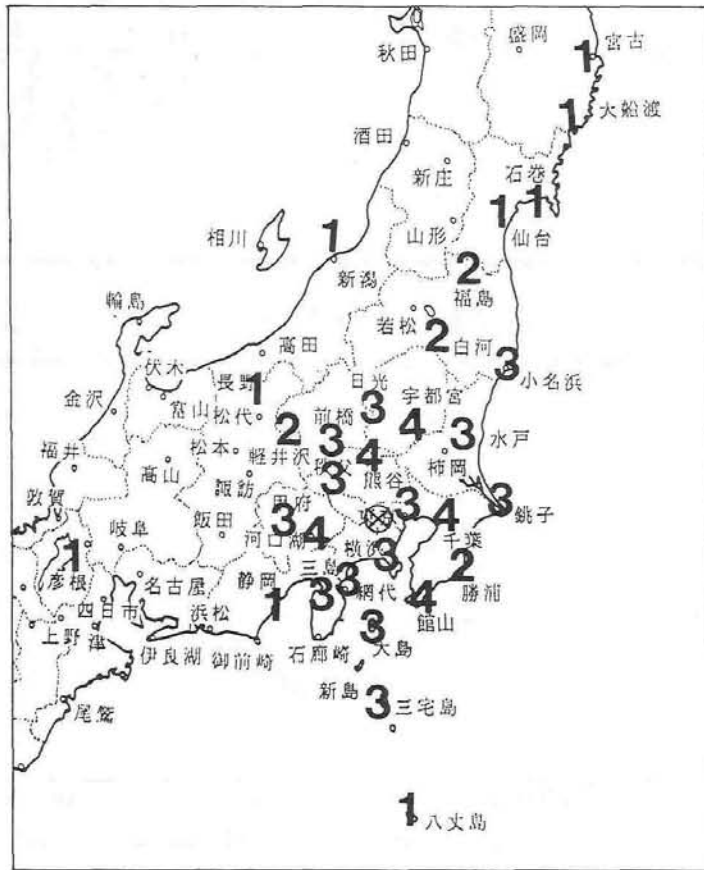 秋田
盛岡
1 宮古
1 大船渡
酒田
新庄
石巻
1 1
仙台
相川
1
新潟
山形
2
福島
輪島
若松
2 白河
高田
3 小名浜
伏木
長野 1
日光
3
宇都宮
4
金沢
富山
松代
2
前橋
3
3 水戸
福井
松本
軽井沢
4
熊谷
柿岡
高山
諏訪
3
敦賀
甲府
3
3
4
千葉
3 銚子
岐阜
飯田
河口湖
4
3
1
彦根
名古屋
静岡
三島
3
3
網代
2
勝浦
四日市
浜松
1
4
館山
上野
津
伊良湖
御前崎
石廊崎
3
大島
尾鷲
新島
3 三宅島
1 八丈島